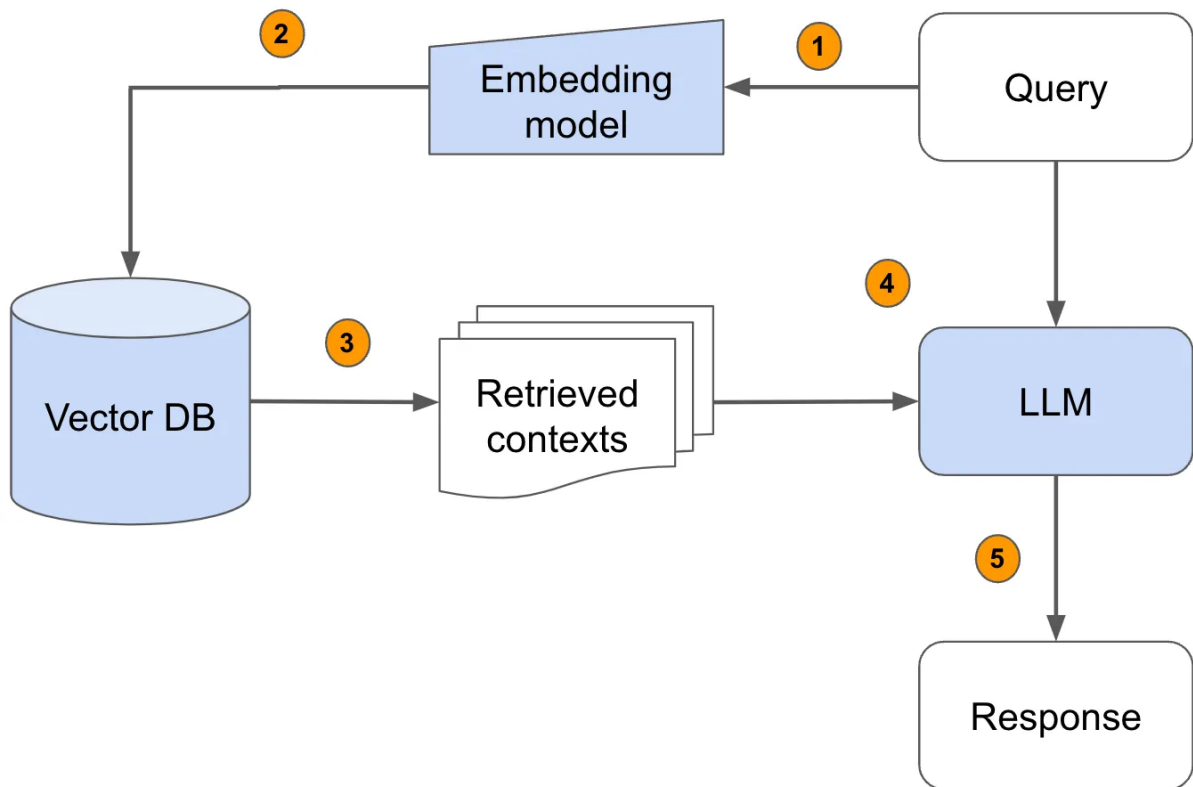 2
1
Embedding
model
Query
4
3
Vector DB
Retrieved
contexts
LLM
5
Response